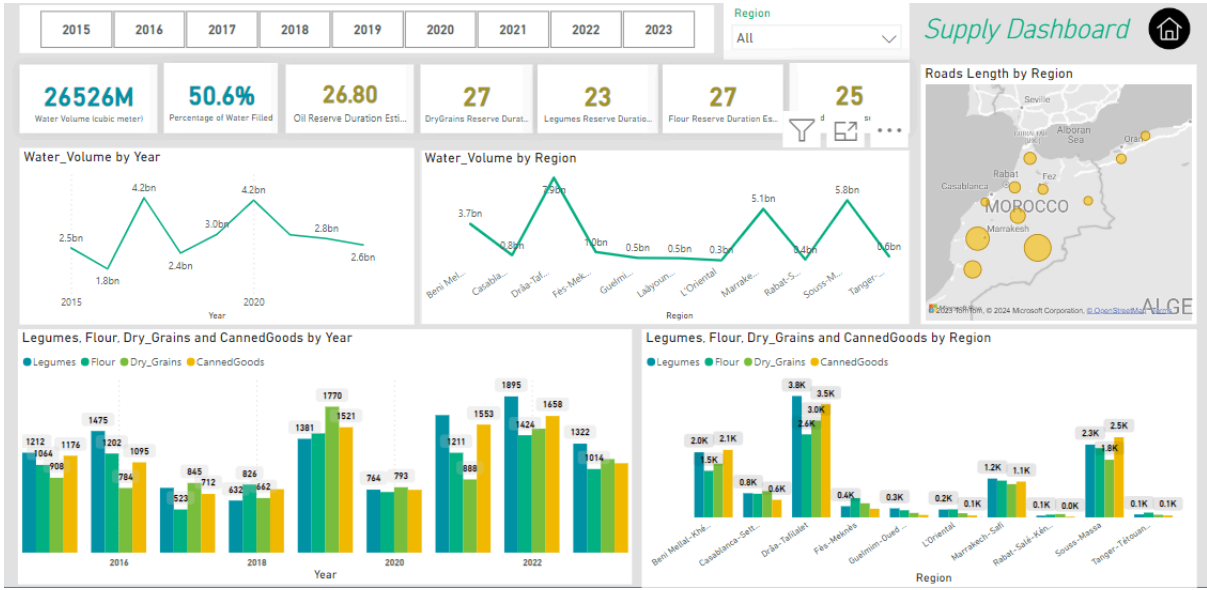 2015 2016 2017 2018 2019 2020 2021 2022 2023
Region
All
Supply Dashboard
26526M
Water Volume (cubic meter)
50.6%
Percentage of Water Filled
26.80
Oil Reserve Duration Esti...
27
DryGrains Reserve Durat...
23
Legumes Reserve Duratio...
27
Flour Reserve Duration Es...
25
Roads Length by Region
Seville
Alboran
Sea
Oran
Rabat
Fez
Casablanca
MOROCCO
Marrakesh
ALGE
© 2024 Microsoft Corporation, © OpenStreetMap Terms
Water_Volume by Year
4.2bn 4.2bn
2.5bn 3.0bn 2.8bn
1.8bn 2.4bn 2.6bn
2015 2020
Year
Water_Volume by Region
3.7bn 0.8bn 7.9bn 1.0bn 0.5bn 0.5bn 0.3bn 5.1bn 0.4bn 5.8bn 0.6bn
Beni Mel... Casabla... Drâa-Taf... Fès-Mek... Guelmi... Laâyoun... L'Oriental Marrake... Rabat-S... Souss-M... Tanger-...
Region
Legumes, Flour, Dry_Grains and CannedGoods by Year
Legumes Flour Dry_Grains CannedGoods
1212 1064 908 1176 1475 1202 784 1095 523 845 712 632 826 662 1381 1770 1521 764 793 1211 888 1553 1895 1424 1658 1322 1014
2016 2018 2020 2022
Year
Legumes, Flour, Dry_Grains and CannedGoods by Region
Legumes Flour Dry_Grains CannedGoods
2.0K 1.5K 2.1K 0.8K 0.6K 3.8K 2.6K 3.0K 3.5K 0.4K 0.3K 0.2K 0.1K 1.2K 1.1K 0.1K 0.0K 2.3K 1.8K 2.5K 0.1K 0.1K
Beni Mellal-Khé... Casablanca-Sett... Drâa-Tafilalet Fès-Meknès Guelmim-Oued ... L'Oriental Marrakech-Safi Rabat-Salé-Kén... Souss-Massa Tanger-Tétouan...
Region